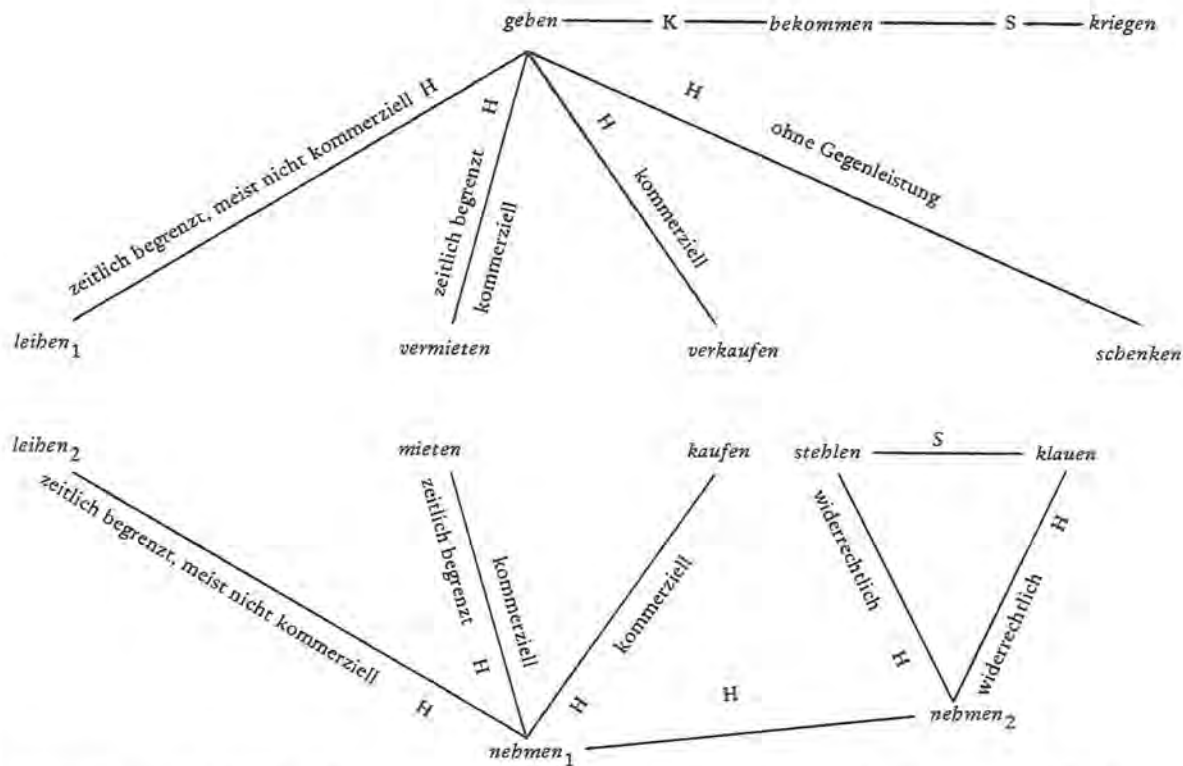 geben K bekommen S kriegen
zeitlich begrenzt, meist nicht kommerziell H
H
zeitlich begrenzt
kommerziell
H
kommerziell
H
ohne Gegenleistung
leihen1 vermieten verkaufen schenken
leihen2 mieten kaufen stehlen S klauen
zeitlich begrenzt, meist nicht kommerziell
H
zeitlich begrenzt
H
kommerziell
H
kommerziell
widerrechtlich
H
H
widerrechtlich
H
nehmen1 nehmen2